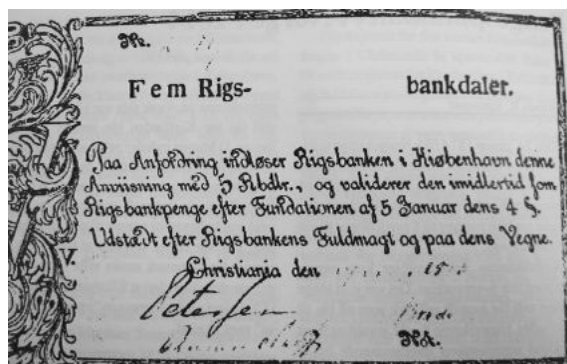 No.
Fem Rigs- bankdaler.
Paa Anfordring indløser Rigsbanken i Kiøbenhavn denne
Anviisning med 5 Rbdlr., og validerer den imidlertid som
Rigsbankpenge efter Fundationen af 5 Januar dens 4 §.
Udstædt efter Rigsbankens Fuldmagt og paa dens Vegne.
V.
Christiania den
Petersen
Not.